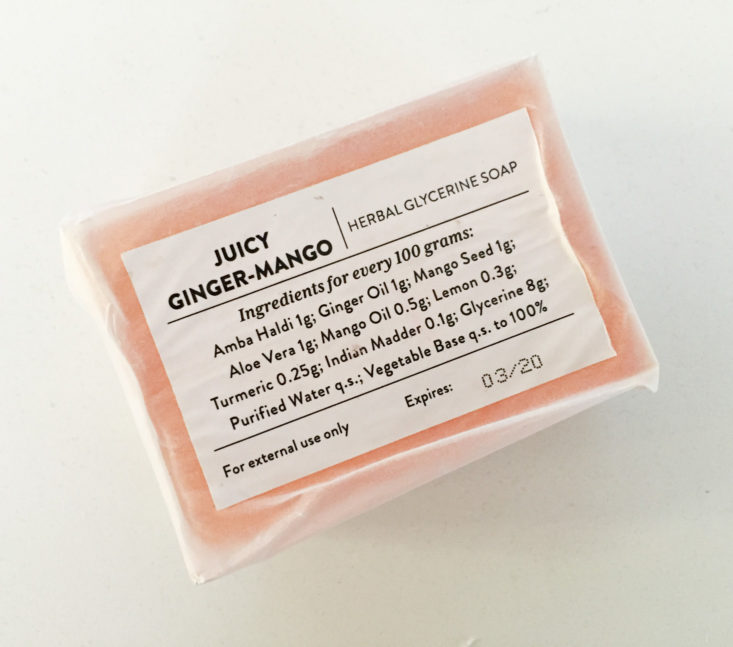 JUICY
GINGER-MANGO
HERBAL GLYCERINE SOAP
Ingredients for every 100 grams:
Amba Haldi 1g; Ginger Oil 1g; Mango Seed 1g;
Aloe Vera 1g; Mango Oil 0.5g; Lemon 0.3g;
Turmeric 0.25g; Indian Madder 0.1g; Glycerine 8g;
Purified Water q.s.; Vegetable Base q.s. to 100%
For external use only
Expires: 03/20